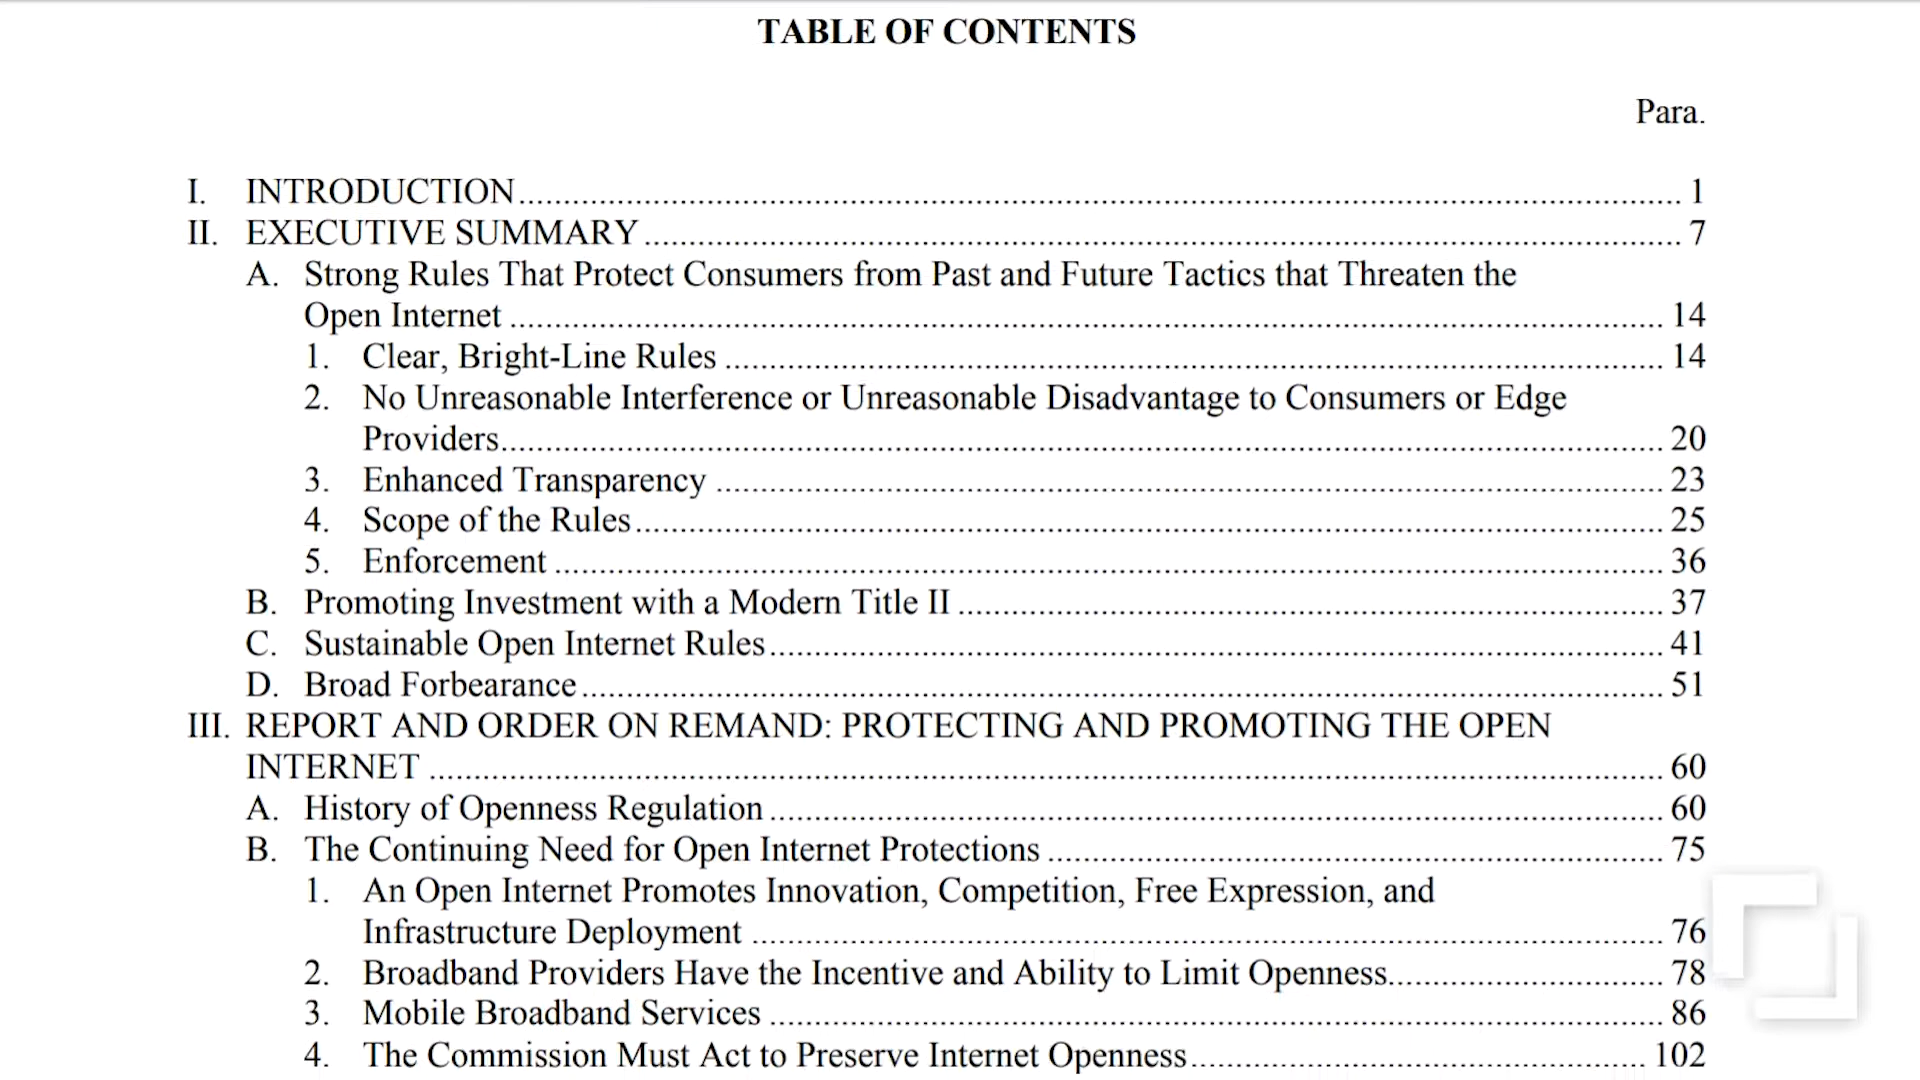 TABLE OF CONTENTS
Para.
I. INTRODUCTION.......... 1
II. EXECUTIVE SUMMARY.......... 7
A. Strong Rules That Protect Consumers from Past and Future Tactics that Threaten the
Open Internet.......... 14
1. Clear, Bright-Line Rules.......... 14
2. No Unreasonable Interference or Unreasonable Disadvantage to Consumers or Edge
Providers.......... 20
3. Enhanced Transparency.......... 23
4. Scope of the Rules.......... 25
5. Enforcement.......... 36
B. Promoting Investment with a Modern Title II.......... 37
C. Sustainable Open Internet Rules.......... 41
D. Broad Forbearance.......... 51
III. REPORT AND ORDER ON REMAND: PROTECTING AND PROMOTING THE OPEN
INTERNET.......... 60
A. History of Openness Regulation.......... 60
B. The Continuing Need for Open Internet Protections.......... 75
1. An Open Internet Promotes Innovation, Competition, Free Expression, and
Infrastructure Deployment.......... 76
2. Broadband Providers Have the Incentive and Ability to Limit Openness.......... 78
3. Mobile Broadband Services.......... 86
4. The Commission Must Act to Preserve Internet Openness.......... 102